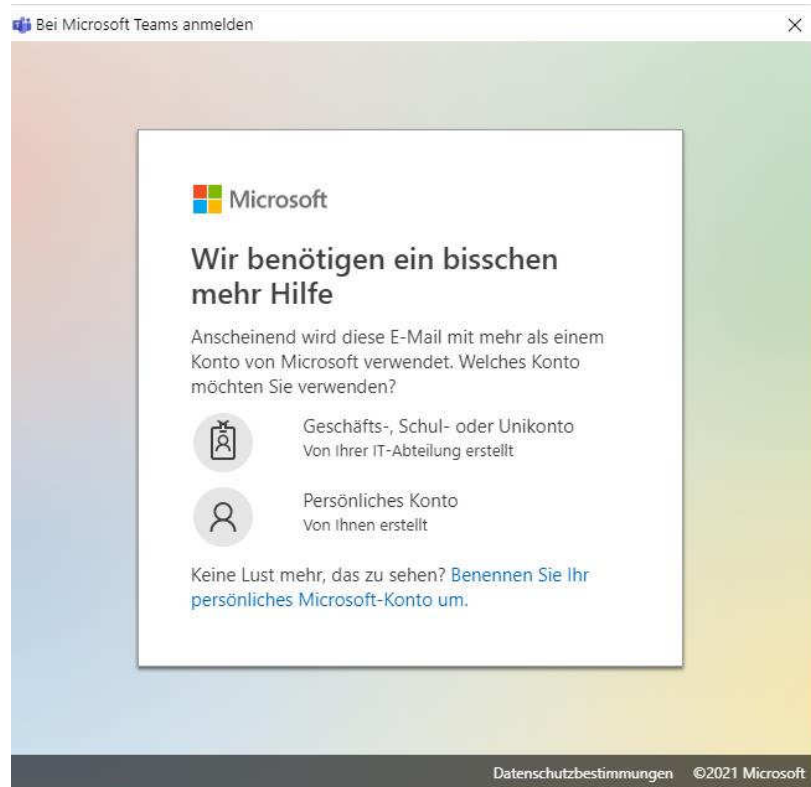 Bei Microsoft Teams anmelden
Microsoft
Wir benötigen ein bisschen
mehr Hilfe
Anscheinend wird diese E-Mail mit mehr als einem
Konto von Microsoft verwendet. Welches Konto
möchten Sie verwenden?
Geschäfts-, Schul- oder Unikonto
Von Ihrer IT-Abteilung erstellt
Persönliches Konto
Von Ihnen erstellt
Keine Lust mehr, das zu sehen? Benennen Sie Ihr
persönliches Microsoft-Konto um.
Datenschutzbestimmungen ©2021 Microsoft